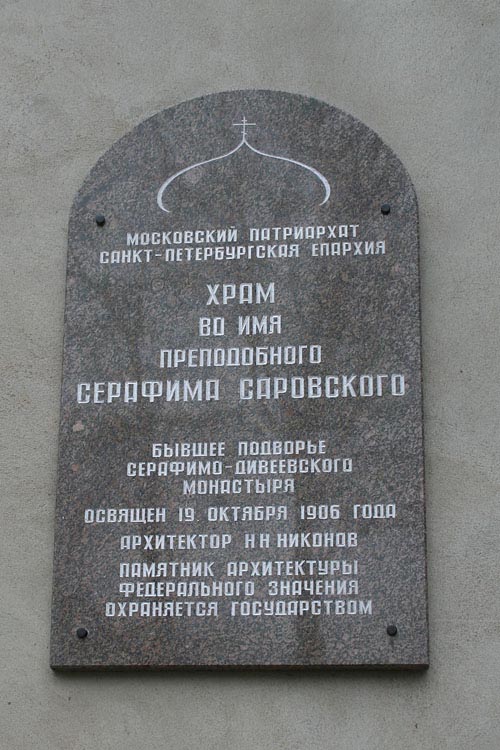 МОСКОВСКИЙ ПАТРИАРХАТ
САНКТ-ПЕТЕРБУРГСКАЯ ЕПАРХИЯ
ХРАМ
ВО ИМЯ
ПРЕПОДОБНОГО
СЕРАФИМА САРОВСКОГО
БЫВШЕЕ ПОДВОРЬЕ
СЕРАФИМО-ДИВЕЕВСКОГО
МОНАСТЫРЯ
ОСВЯЩЕН 19 ОКТЯБРЯ 1906 ГОДА
АРХИТЕКТОР Н Н НИКОНОВ
ПАМЯТНИК АРХИТЕКТУРЫ
ФЕДЕРАЛЬНОГО ЗНАЧЕНИЯ
ОХРАНЯЕТСЯ ГОСУДАРСТВОМ